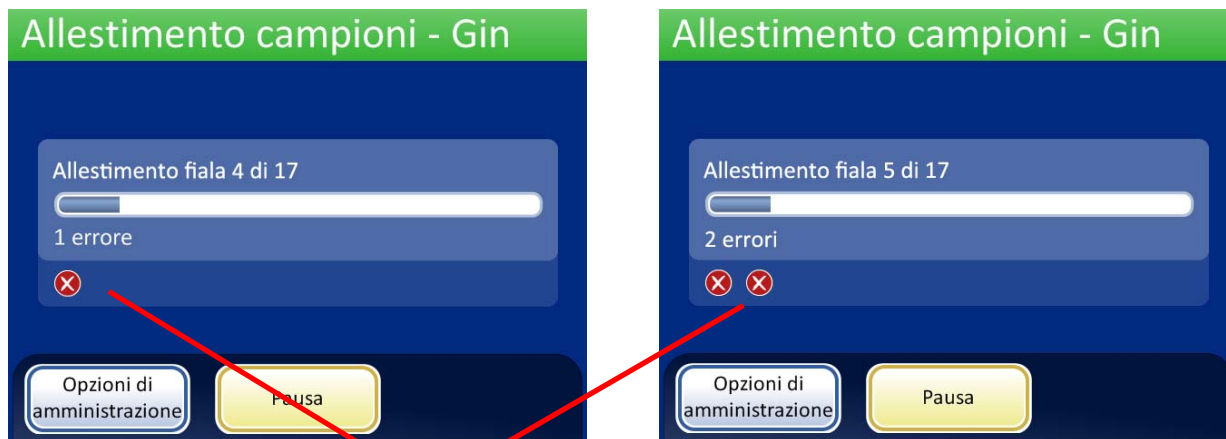 Allestimento campioni - Gin
Allestimento fiala 4 di 17
1 errore
Opzioni di
amministrazione
Pausa
Allestimento campioni - Gin
Allestimento fiala 5 di 17
2 errori
Opzioni di
amministrazione
Pausa